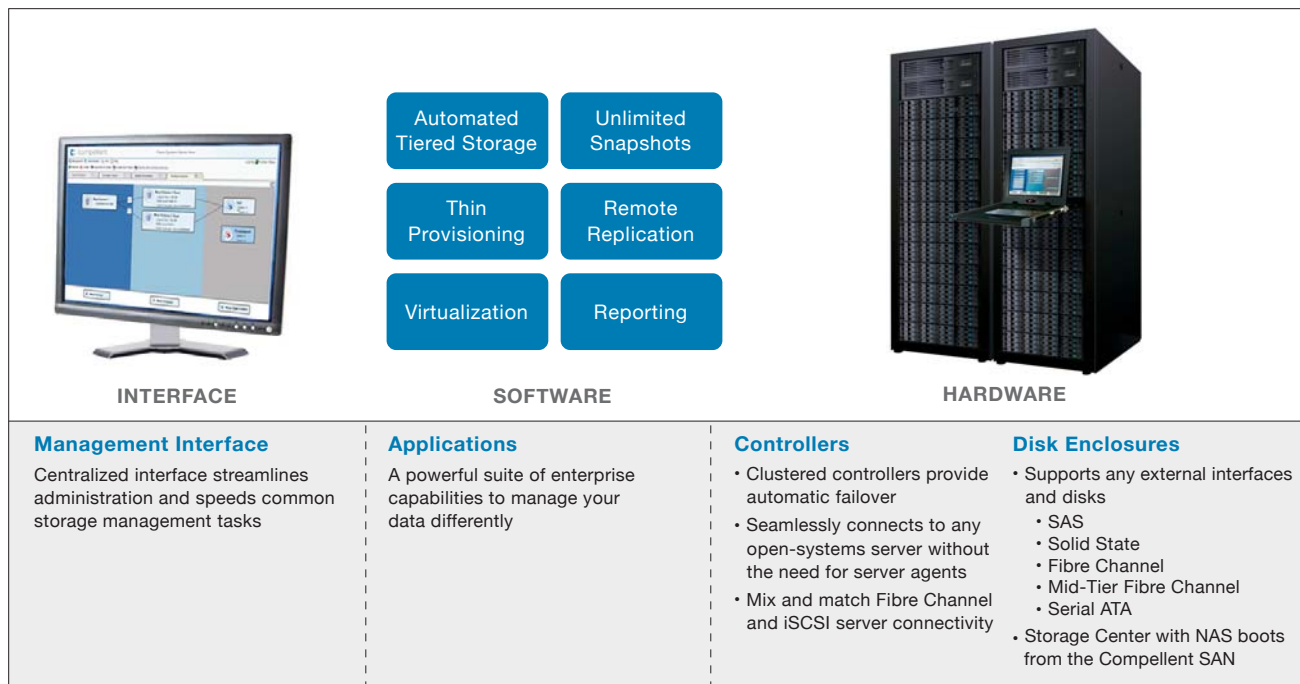 compellent
Automated
Tiered Storage
Unlimited
Snapshots
Thin
Provisioning
Remote
Replication
Virtualization
Reporting
INTERFACE
SOFTWARE
HARDWARE
Management Interface
Centralized interface streamlines
administration and speeds common
storage management tasks
Applications
A powerful suite of enterprise
capabilities to manage your
data differently
Controllers
• Clustered controllers provide
automatic failover
• Seamlessly connects to any
open-systems server without
the need for server agents
• Mix and match Fibre Channel
and iSCSI server connectivity
Disk Enclosures
• Supports any external interfaces
and disks
• SAS
• Solid State
• Fibre Channel
• Mid-Tier Fibre Channel
• Serial ATA
• Storage Center with NAS boots
from the Compellent SAN